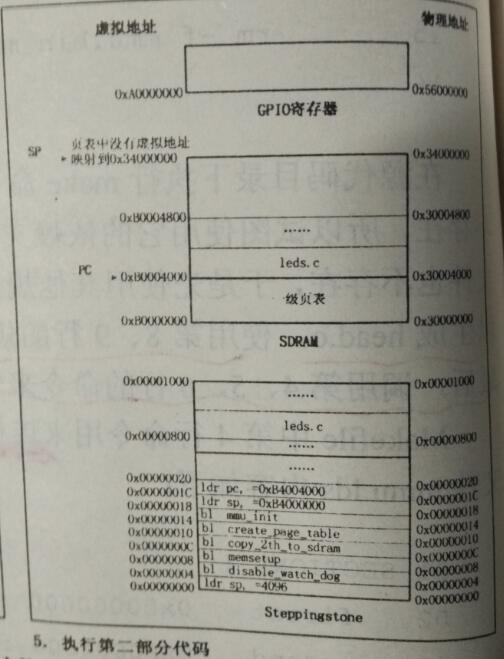 虚拟地址 物理地址
0xA0000000 0x56000000
GPIO寄存器
页表中没有虚拟地址
SP 映射到0x34000000 0x34000000
0xB0004800 0x30004800
......
leds.c
PC 0xB0004000 0x30004000
级页表
0xB0000000 0x30000000
SDRAM
0x00001000 0x00001000
......
leds.c
0x00000800 0x00000800
......
0x00000020 0x00000020
ldr pc, =0xB4004000
0x0000001C 0x0000001C
ldr sp, =0xB4000000
0x00000018 0x00000018
bl mmu_init
0x00000014 0x00000014
bl create_page_table
0x00000010 0x00000010
bl copy_2th_to_sdram
0x0000000C 0x0000000C
bl memsetup
0x00000008 0x00000008
bl disable_watch_dog
0x00000004 0x00000004
ldr sp, =4096
0x00000000 0x00000000
Steppingstone
5. 执行第二部分代码